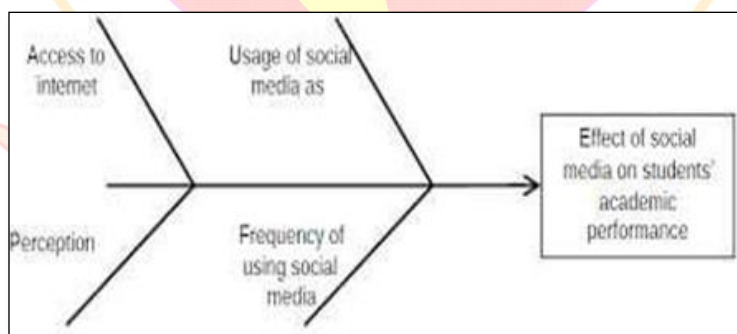 Access to
internet
Usage of social
media as
Effect of social
media on students'
academic
performance
Perception
Frequency of
using social
media